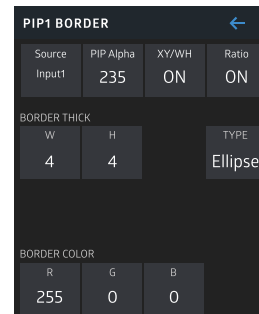 PIP1 BORDER
Source PIP Alpha XY/WH Ratio
Input1 235 ON ON
BORDER THICK
W H TYPE
4 4 Ellipse
BORDER COLOR
R G B
255 0 0